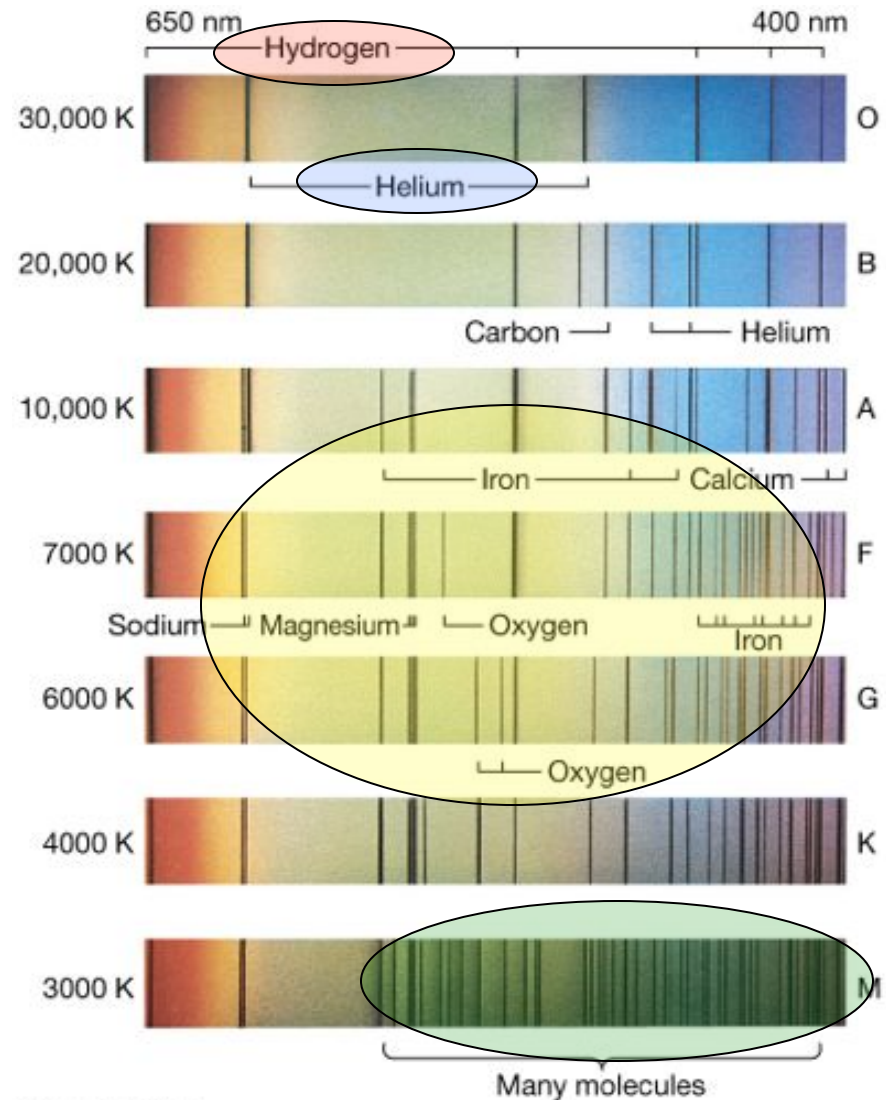 650 nm 400 nm
Hydrogen
30,000 K O
Helium
20,000 K B
Carbon Helium
10,000 K A
Iron Calcium
7000 K F
Sodium Magnesium Oxygen Iron
6000 K G
Oxygen
4000 K K
3000 K M
Many molecules